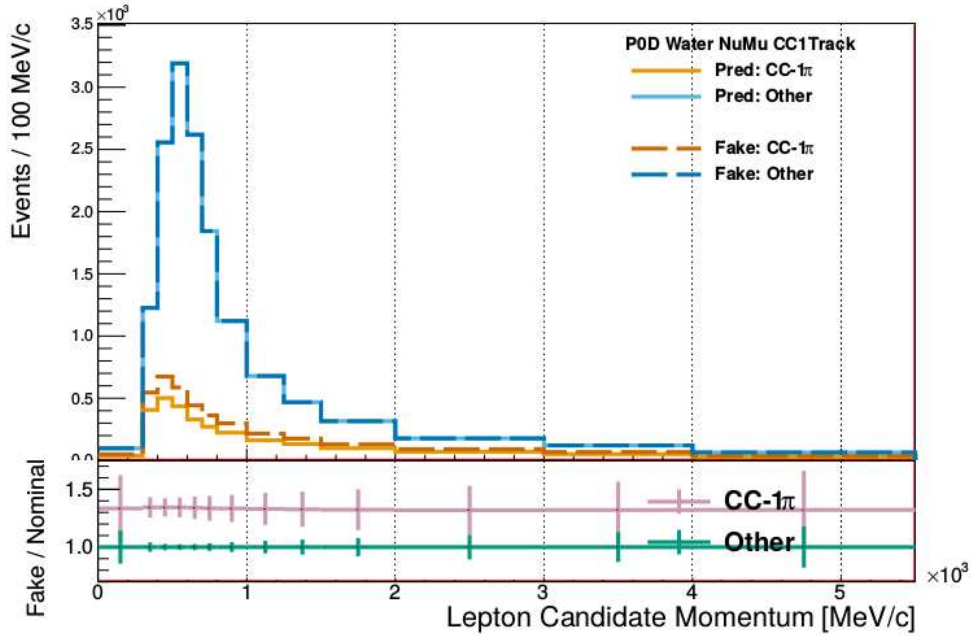 ×10³
3.5
3.0
2.5
2.0
1.5
1.0
0.5
0.0
Events / 100 MeV/c
P0D Water NuMu CC1Track
Pred: CC-1π
Pred: Other
Fake: CC-1π
Fake: Other
1.5
1.0
Fake / Nominal
CC-1π
Other
0 1 2 3 4 5
×10³
Lepton Candidate Momentum [MeV/c]